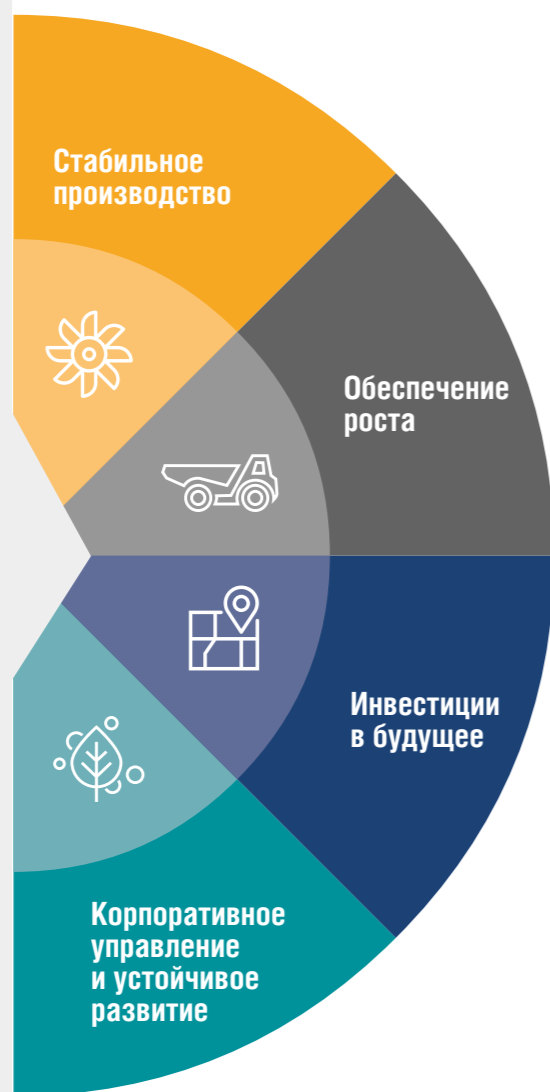 Стабильное
производство
Обеспечение
роста
Инвестиции
в будущее
Корпоративное
управление
и устойчивое
развитие